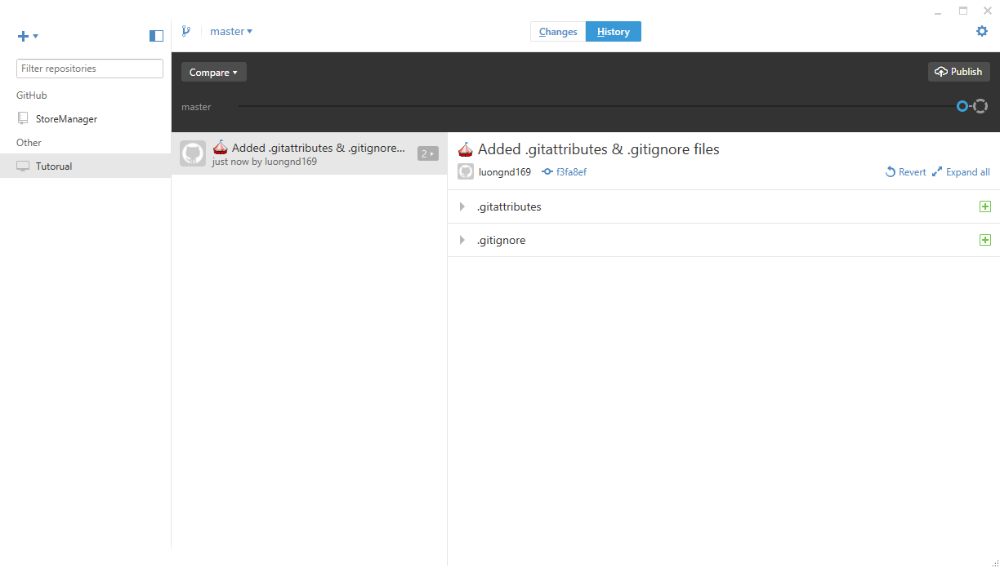 master
Changes
History
Filter repositories
GitHub
StoreManager
Other
Tutorual
Compare
Publish
master
Added .gitattributes & .gitignore...
just now by luongnd169
2
Added .gitattributes & .gitignore files
luongnd169
f3fa8ef
Revert
Expand all
.gitattributes
.gitignore